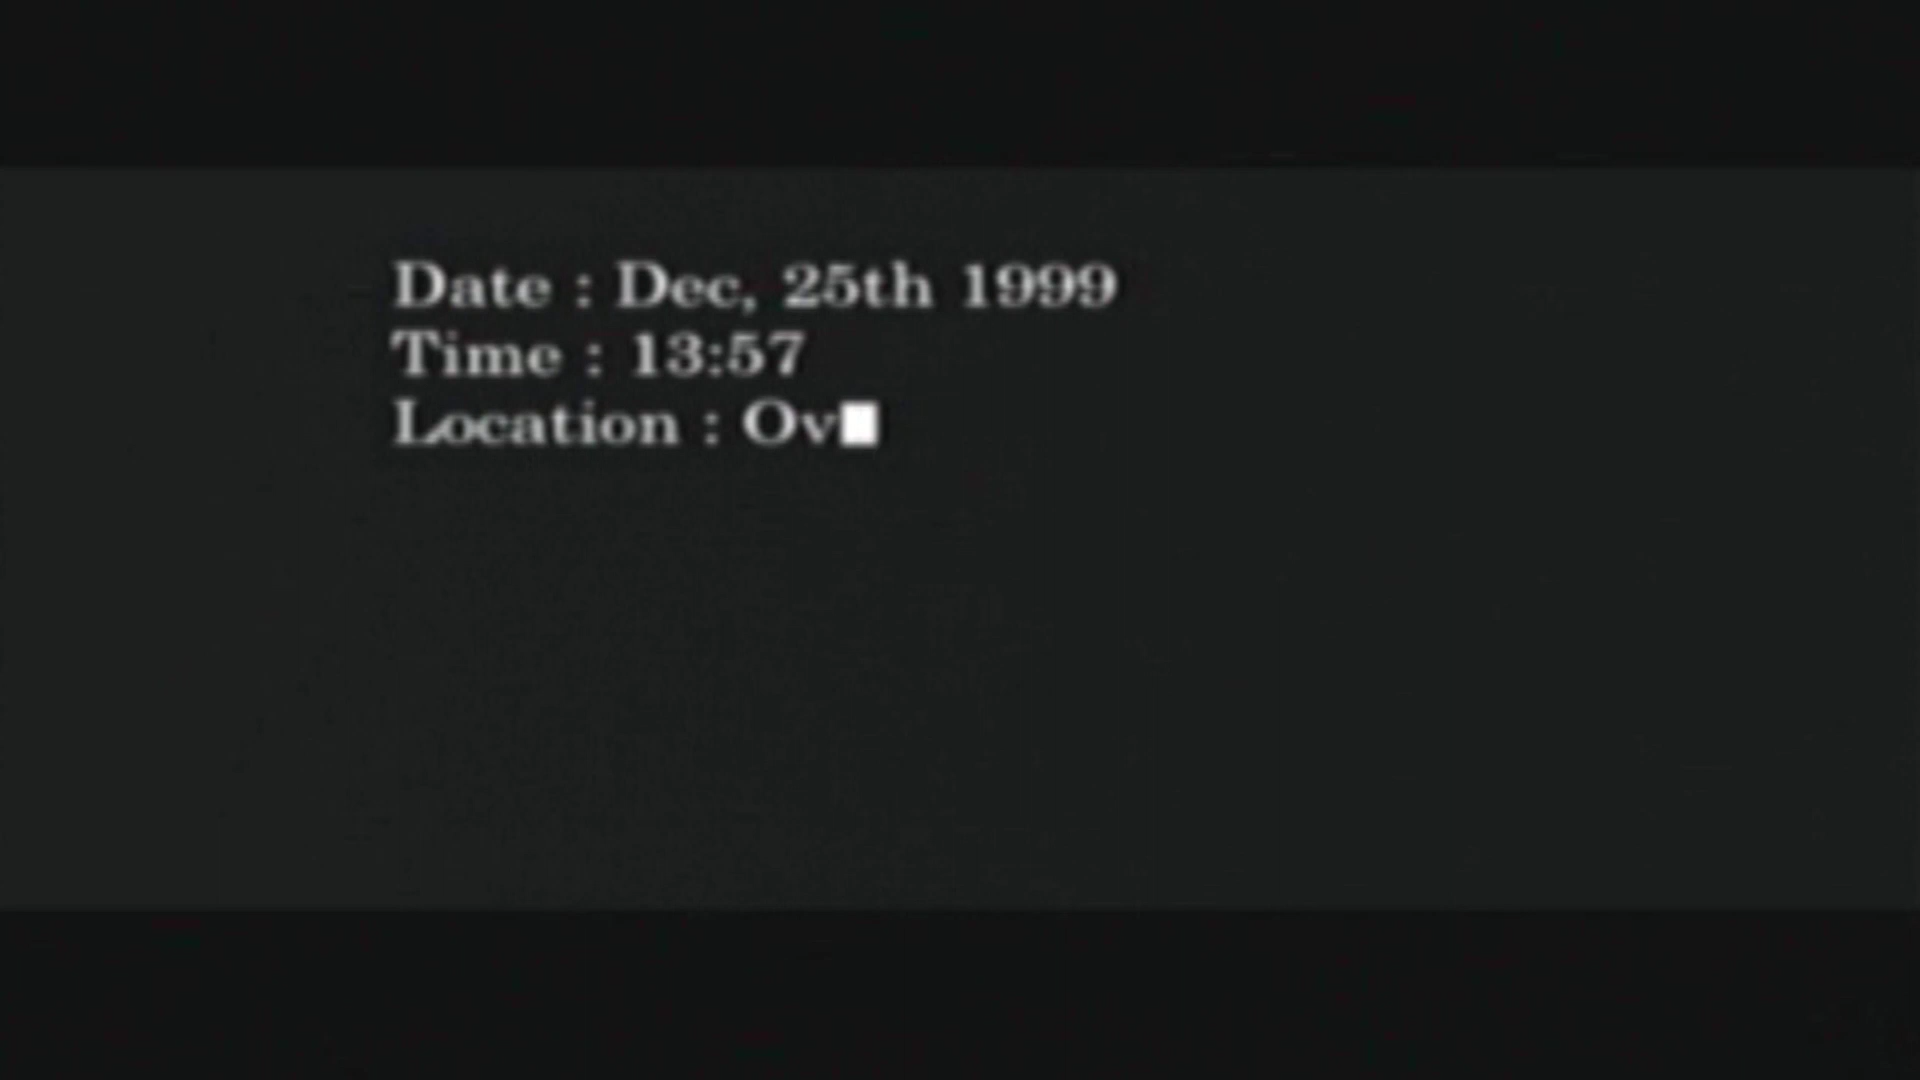 Date : Dec, 25th 1999
Time : 13:57
Location : Ov